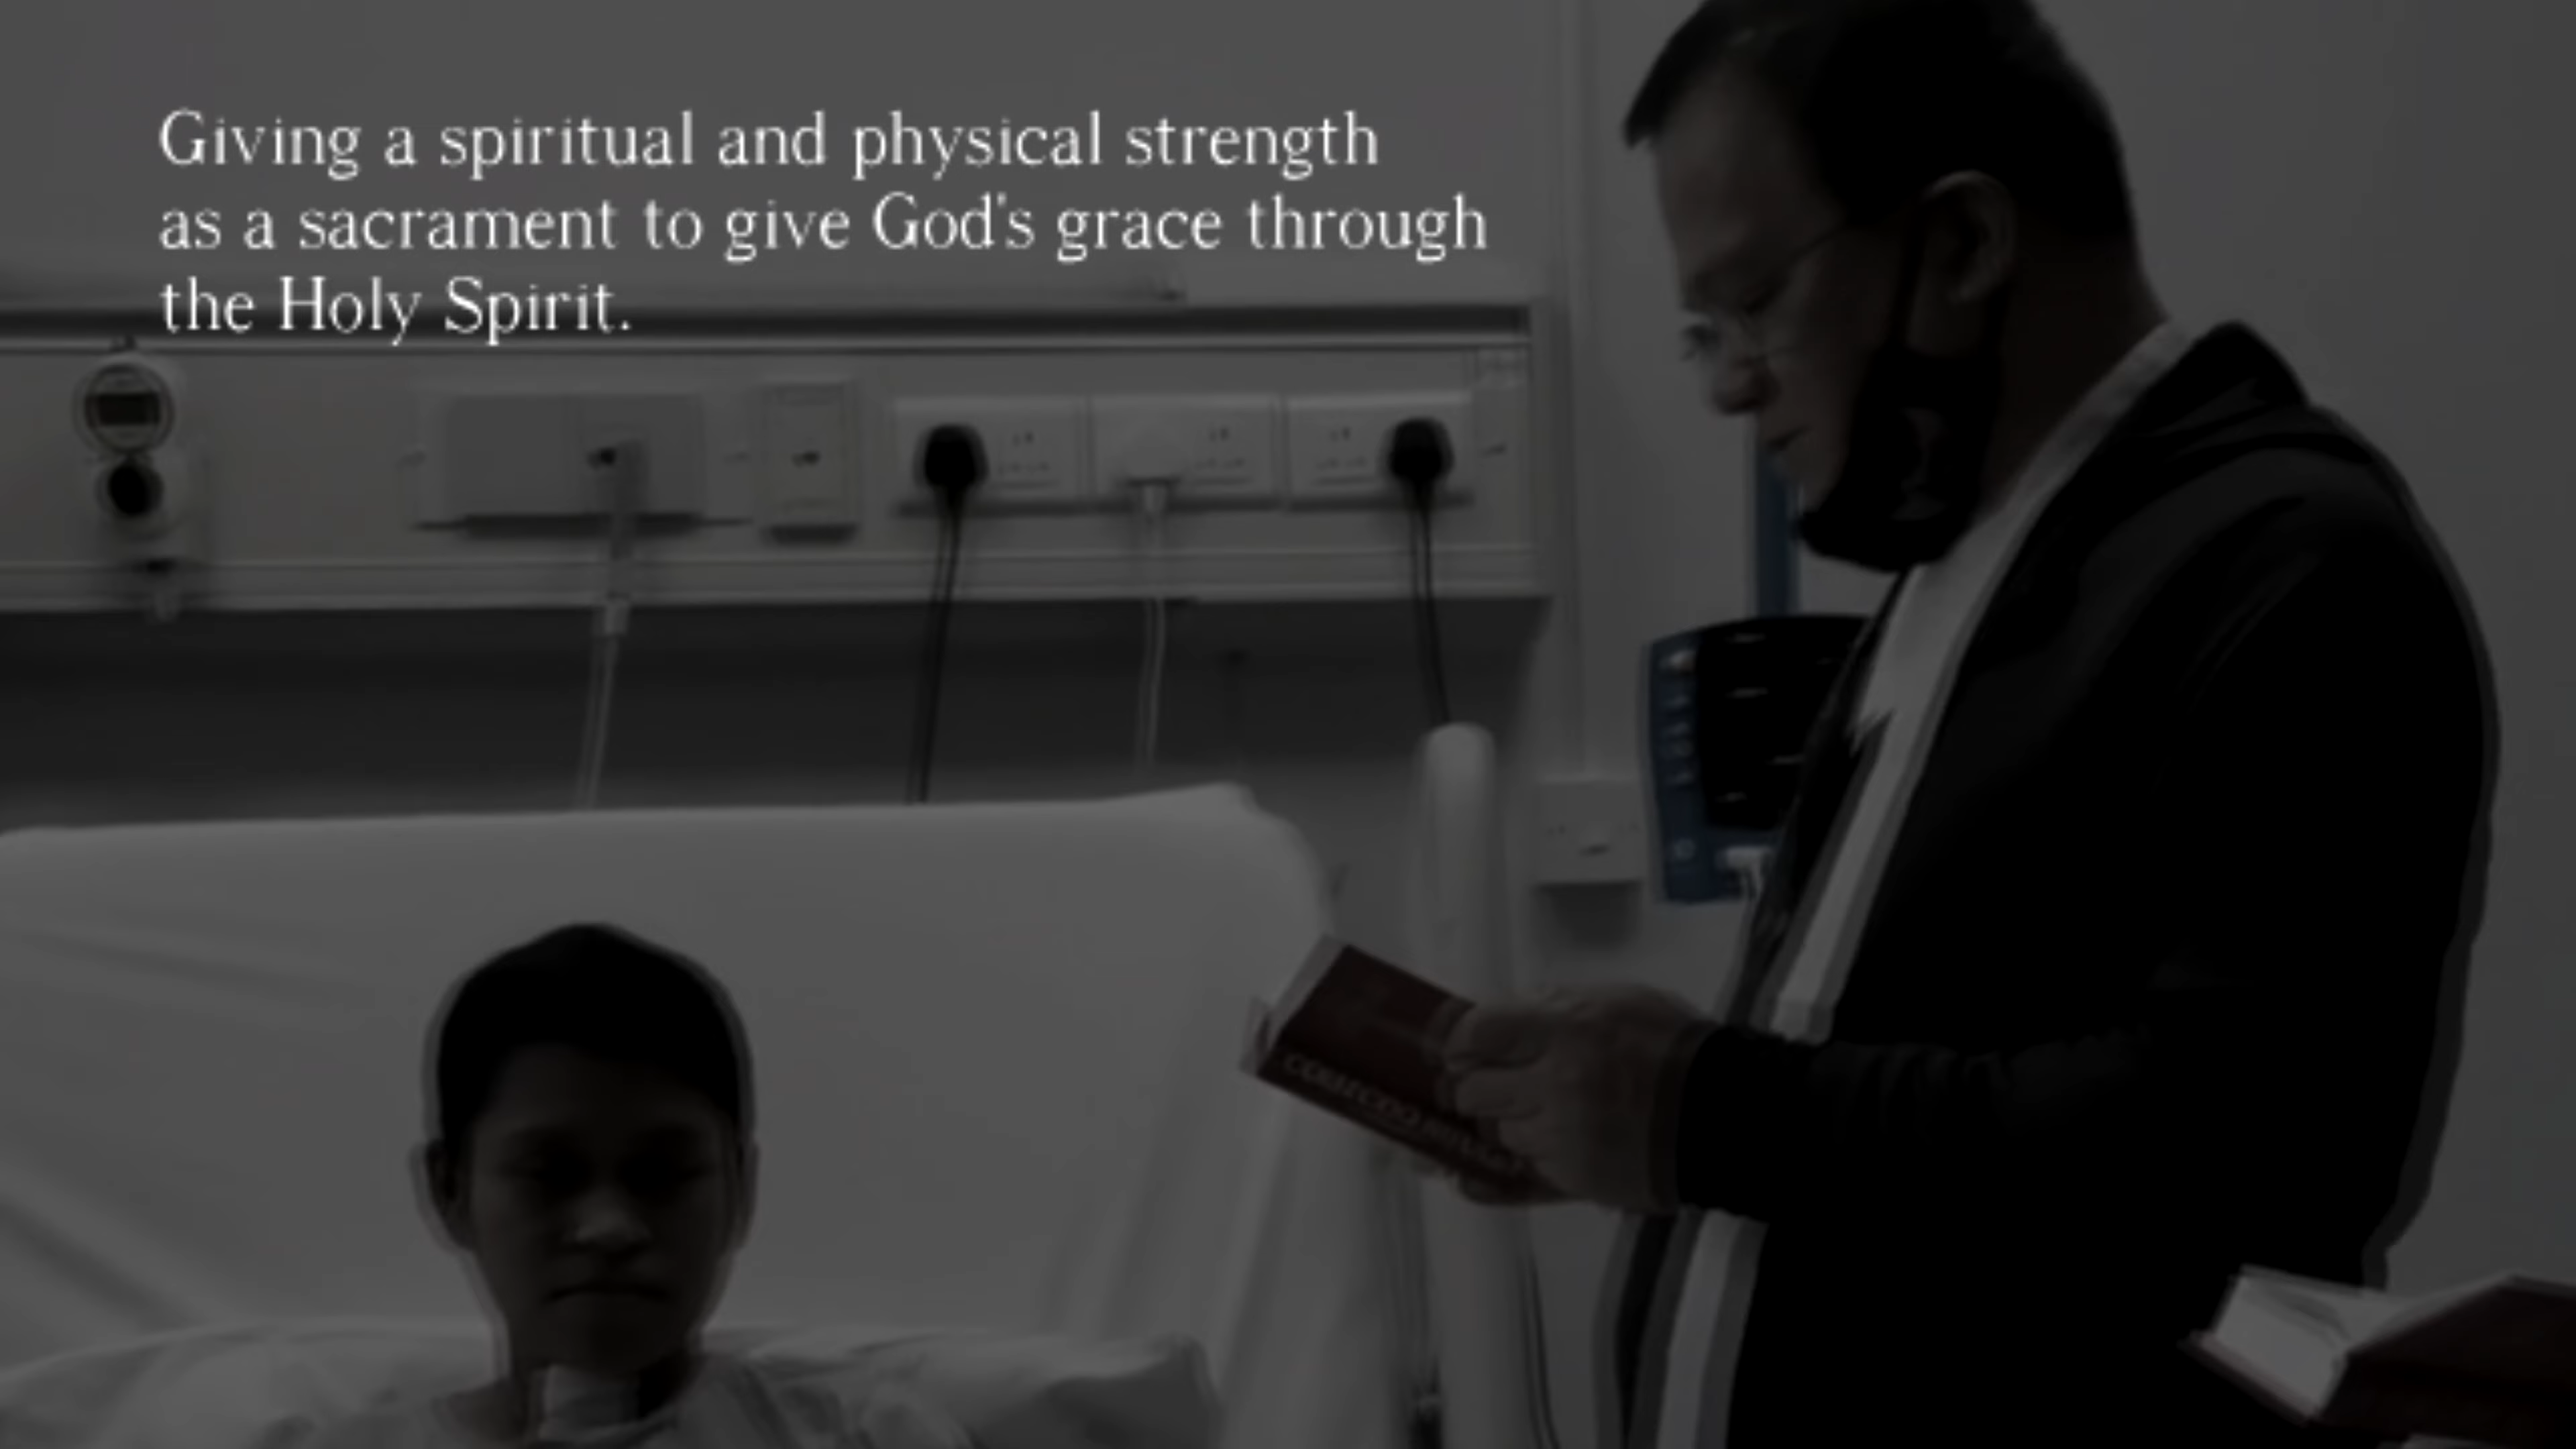 Giving a spiritual and physical strength
as a sacrament to give God's grace through
the Holy Spirit.